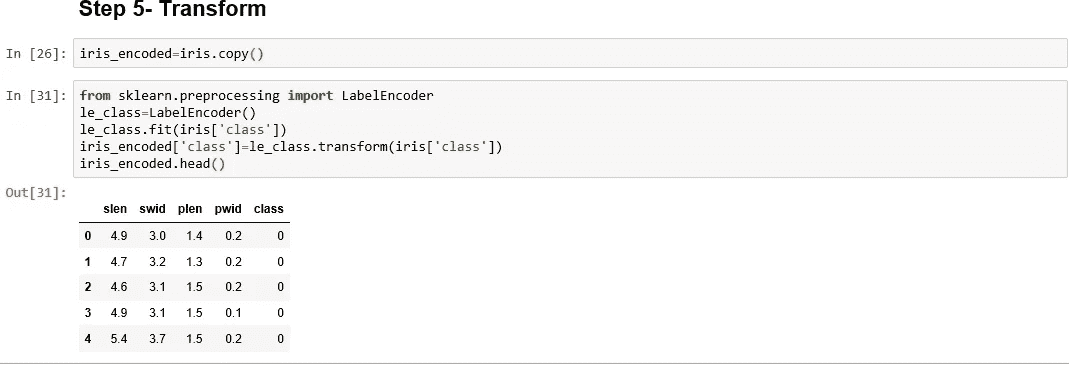 Step 5- Transform
In [26]: iris_encoded=iris.copy()
In [31]: from sklearn.preprocessing import LabelEncoder
le_class=LabelEncoder()
le_class.fit(iris['class'])
iris_encoded['class']=le_class.transform(iris['class'])
iris_encoded.head()
Out[31]:
slen swid plen pwid class
0 4.9 3.0 1.4 0.2 0
1 4.7 3.2 1.3 0.2 0
2 4.6 3.1 1.5 0.2 0
3 4.9 3.1 1.5 0.1 0
4 5.4 3.7 1.5 0.2 0